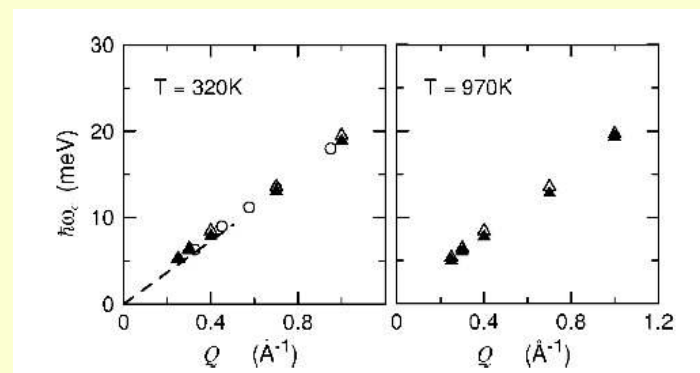 30
20
10
0
ħω꜀ (meV)
T = 320K
T = 970K
0 0.4 0.8
0 0.4 0.8 1.2
Q (Å⁻¹)
Q (Å⁻¹)